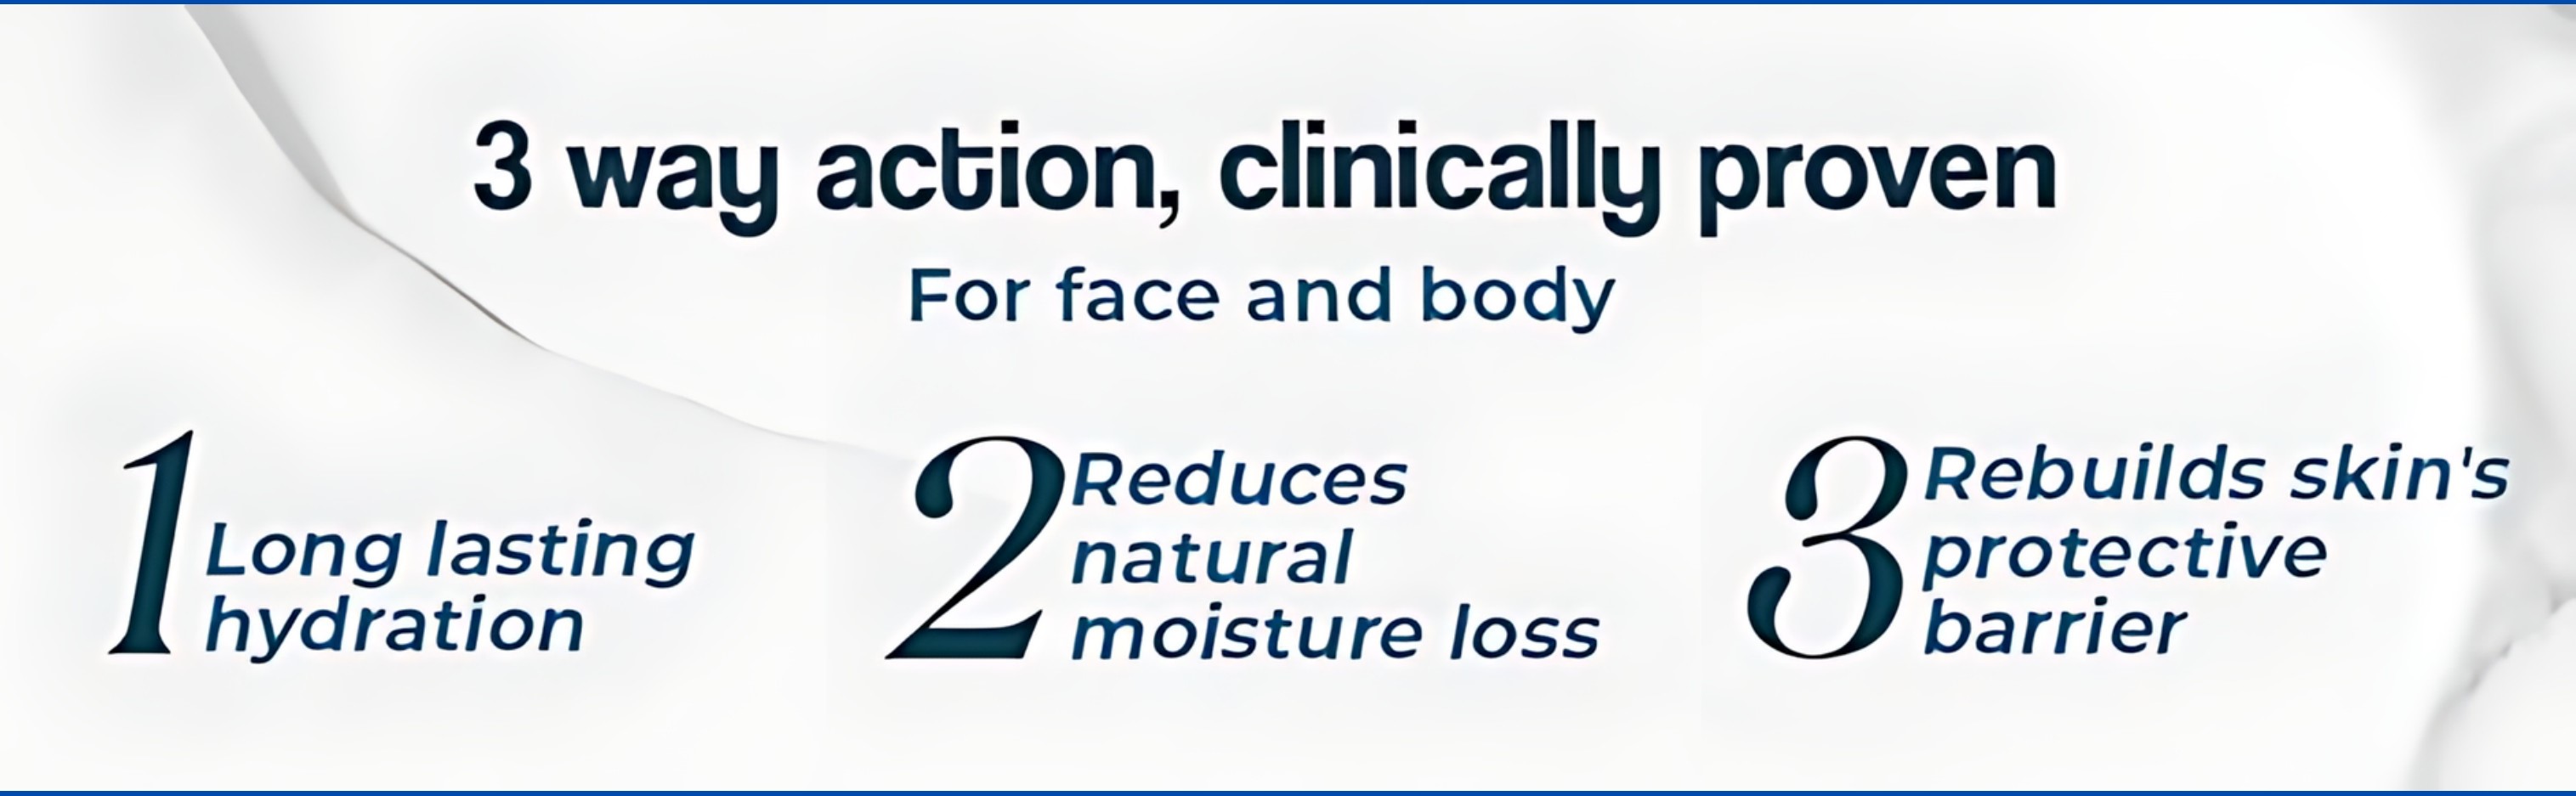 3 way action, clinically proven
For face and body
1
Long lasting
hydration
2
Reduces
natural
moisture loss
3
Rebuilds skin's
protective
barrier